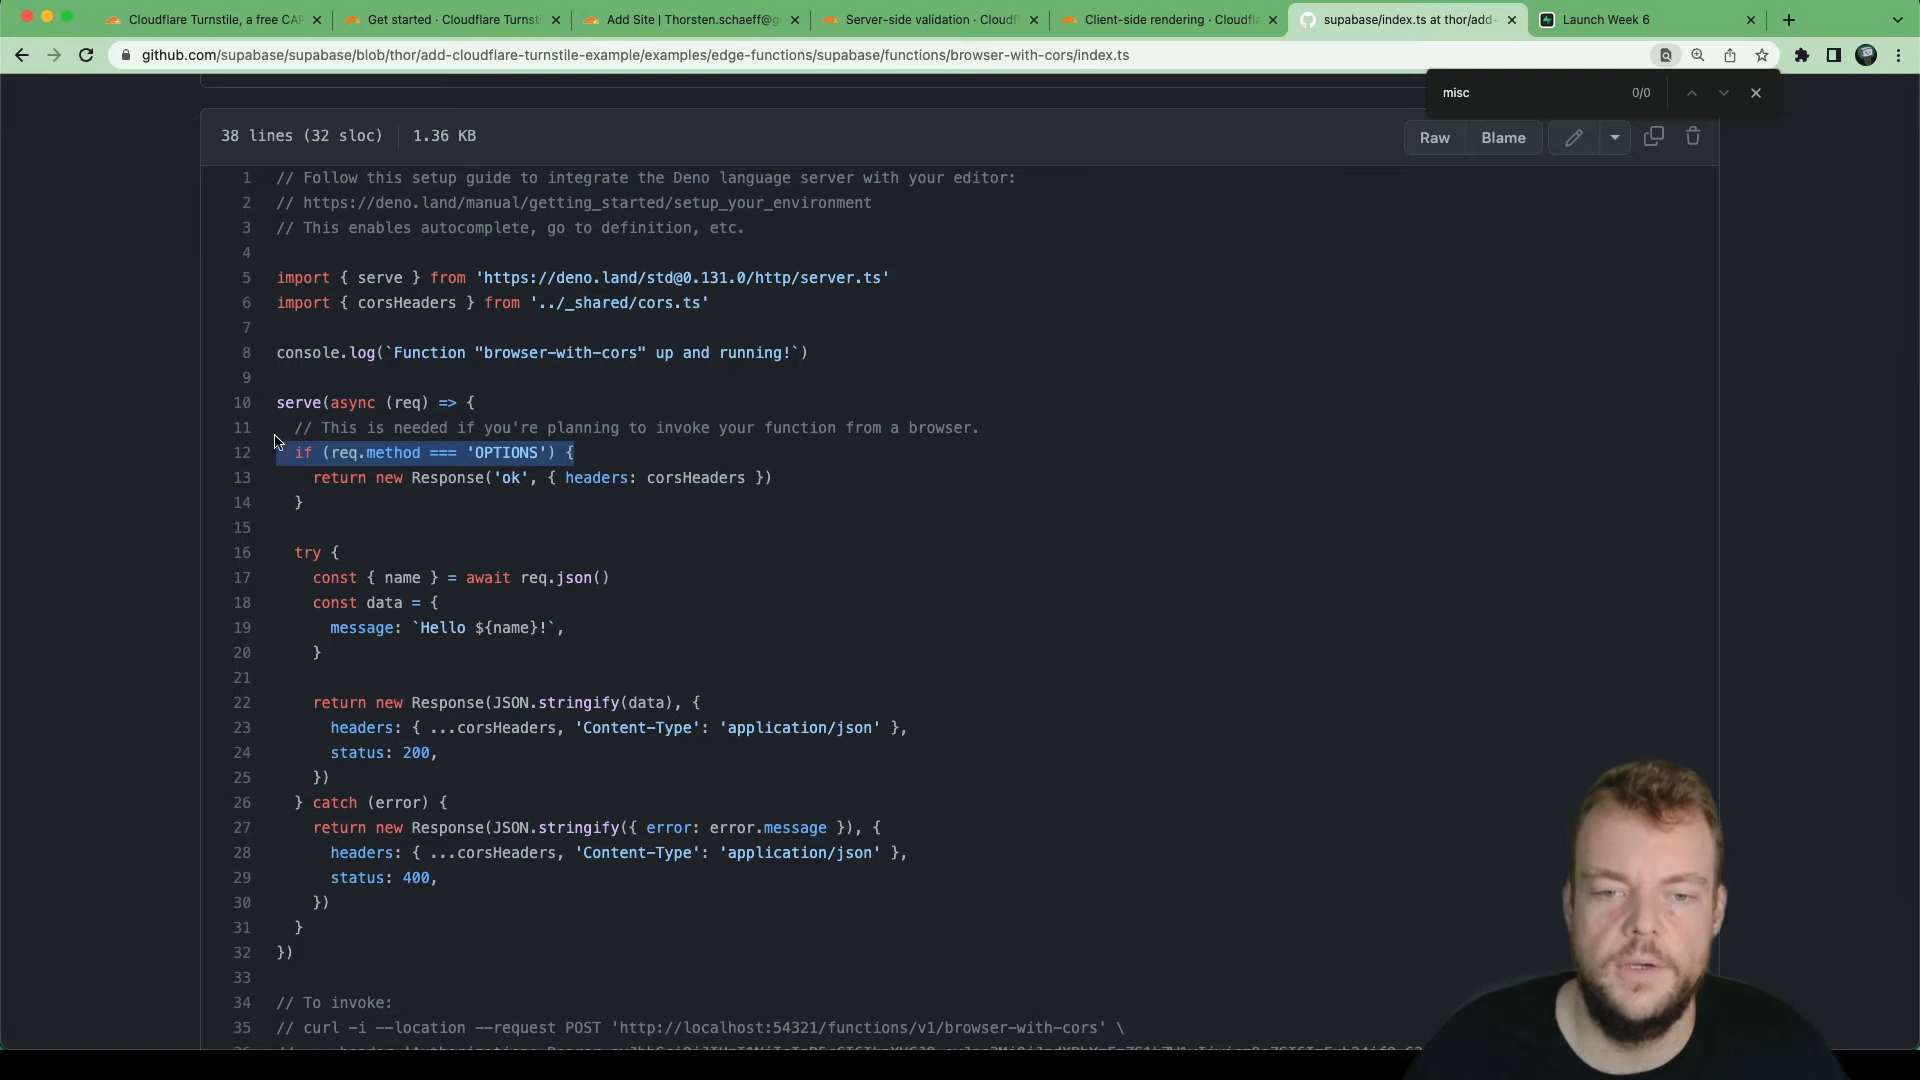 Cloudflare Turnstile, a free CAP
Get started · Cloudflare Turnst
Add Site | Thorsten.schaeff@g
Server-side validation · Cloudf
Client-side rendering · Cloudfl
supabase/index.ts at thor/add-
Launch Week 6
github.com/supabase/supabase/blob/thor/add-cloudflare-turnstile-example/examples/edge-functions/supabase/functions/browser-with-cors/index.ts
misc 0/0
38 lines (32 sloc) 1.36 KB
Raw Blame
1 // Follow this setup guide to integrate the Deno language server with your editor:
2 // https://deno.land/manual/getting_started/setup_your_environment
3 // This enables autocomplete, go to definition, etc.
4
5 import { serve } from 'https://deno.land/std@0.131.0/http/server.ts'
6 import { corsHeaders } from '../_shared/cors.ts'
7
8 console.log(`Function "browser-with-cors" up and running!`)
9
10 serve(async (req) => {
11 // This is needed if you're planning to invoke your function from a browser.
12 if (req.method === 'OPTIONS') {
13 return new Response('ok', { headers: corsHeaders })
14 }
15
16 try {
17 const { name } = await req.json()
18 const data = {
19 message: `Hello ${name}!`,
20 }
21
22 return new Response(JSON.stringify(data), {
23 headers: { ...corsHeaders, 'Content-Type': 'application/json' },
24 status: 200,
25 })
26 } catch (error) {
27 return new Response(JSON.stringify({ error: error.message }), {
28 headers: { ...corsHeaders, 'Content-Type': 'application/json' },
29 status: 400,
30 })
31 }
32 })
33
34 // To invoke:
35 // curl -i --location --request POST 'http://localhost:54321/functions/v1/browser-with-cors' \